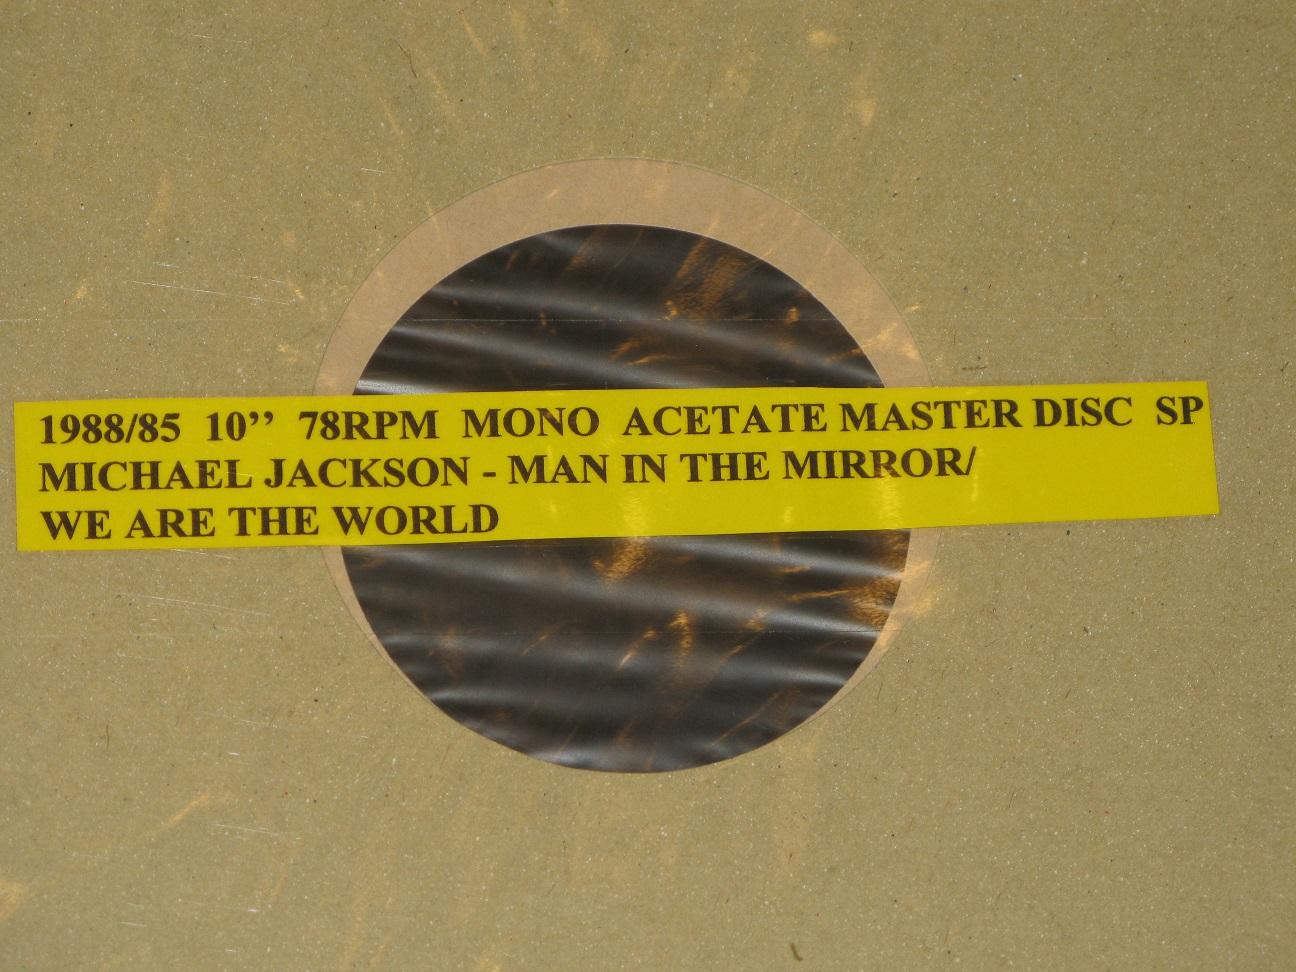 1988/85 10’’ 78RPM MONO ACETATE MASTER DISC SP
MICHAEL JACKSON - MAN IN THE MIRROR/
WE ARE THE WORLD